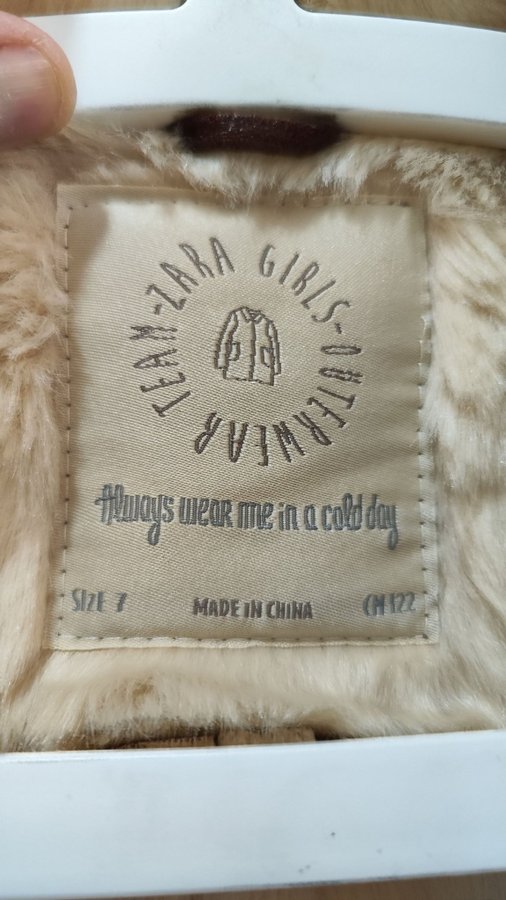 ZARA GIRLS-OUTERWEAR TEAM-
Always wear me in a cold day
SIZE 7 MADE IN CHINA CM 122